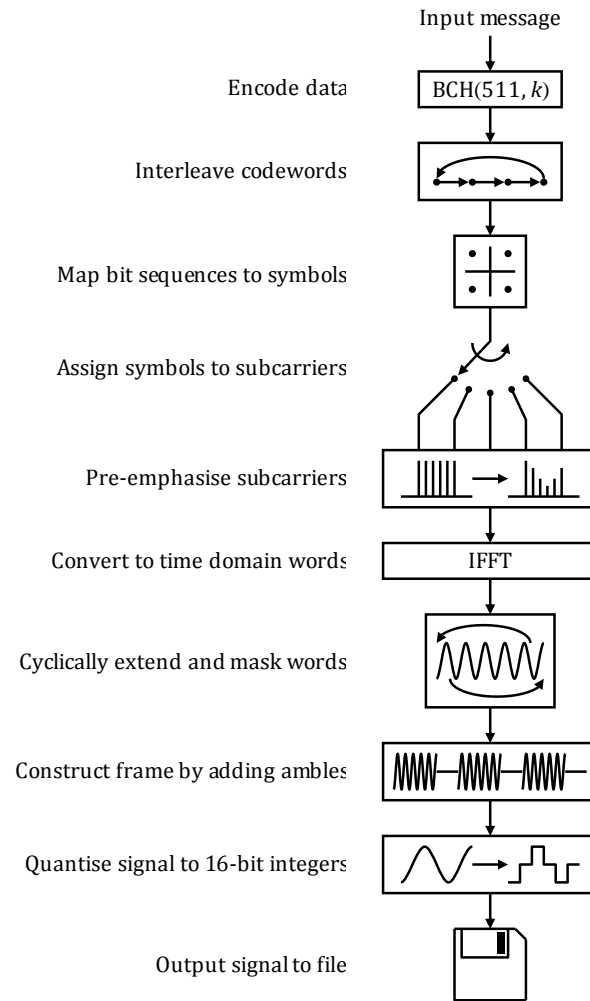 Input message
Encode data
BCH(511, k)
Interleave codewords
Map bit sequences to symbols
Assign symbols to subcarriers
Pre-emphasise subcarriers
Convert to time domain words
IFFT
Cyclically extend and mask words
Construct frame by adding ambles
Quantise signal to 16-bit integers
Output signal to file